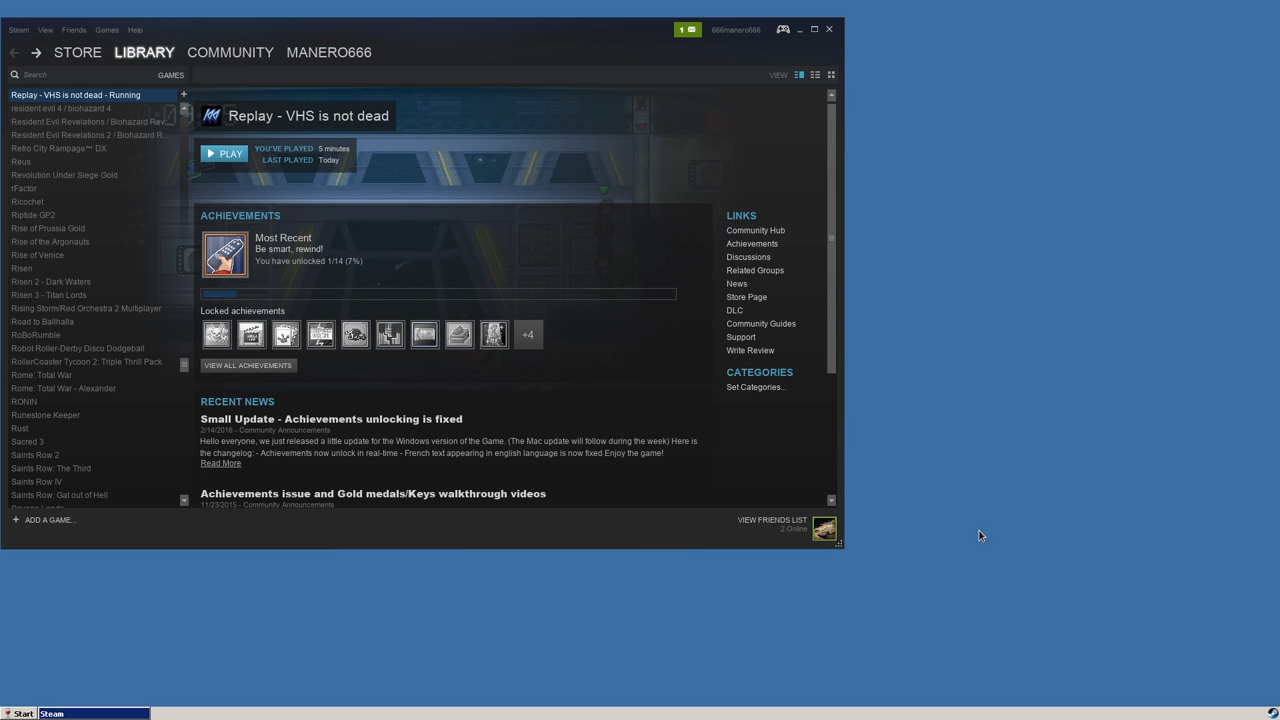 Steam View Friends Games Help
1
666manero666
STORE LIBRARY COMMUNITY MANERO666
Search GAMES
VIEW
Replay - VHS is not dead - Running
resident evil 4 / biohazard 4
Resident Evil Revelations / Biohazard Rev...
Resident Evil Revelations 2 / Biohazard R...
Retro City Rampage™ DX
Reus
Revolution Under Siege Gold
rFactor
Ricochet
Riptide GP2
Rise of Prussia Gold
Rise of the Argonauts
Rise of Venice
Risen
Risen 2 - Dark Waters
Risen 3 - Titan Lords
Rising Storm/Red Orchestra 2 Multiplayer
Road to Ballhalla
RoBoRumble
Robot Roller-Derby Disco Dodgeball
RollerCoaster Tycoon 2: Triple Thrill Pack
Rome: Total War
Rome: Total War - Alexander
RONIN
Runestone Keeper
Rust
Sacred 3
Saints Row 2
Saints Row: The Third
Saints Row IV
Saints Row: Gat out of Hell
Replay - VHS is not dead
PLAY
YOU'VE PLAYED 5 minutes
LAST PLAYED Today
ACHIEVEMENTS
Most Recent
Be smart, rewind!
You have unlocked 1/14 (7%)
Locked achievements
+4
VIEW ALL ACHIEVEMENTS
RECENT NEWS
Small Update - Achievements unlocking is fixed
2/14/2016 - Community Announcements
Hello everyone, we just released a little update for the Windows version of the Game. (The Mac update will follow during the week) Here is
the changelog: - Achievements now unlock in real-time - French text appearing in english language is now fixed Enjoy the game!
Read More
Achievements issue and Gold medals/Keys walkthrough videos
11/23/2015 - Community Announcements
LINKS
Community Hub
Achievements
Discussions
Related Groups
News
Store Page
DLC
Community Guides
Support
Write Review
CATEGORIES
Set Categories...
ADD A GAME...
VIEW FRIENDS LIST
2 Online
Start Steam